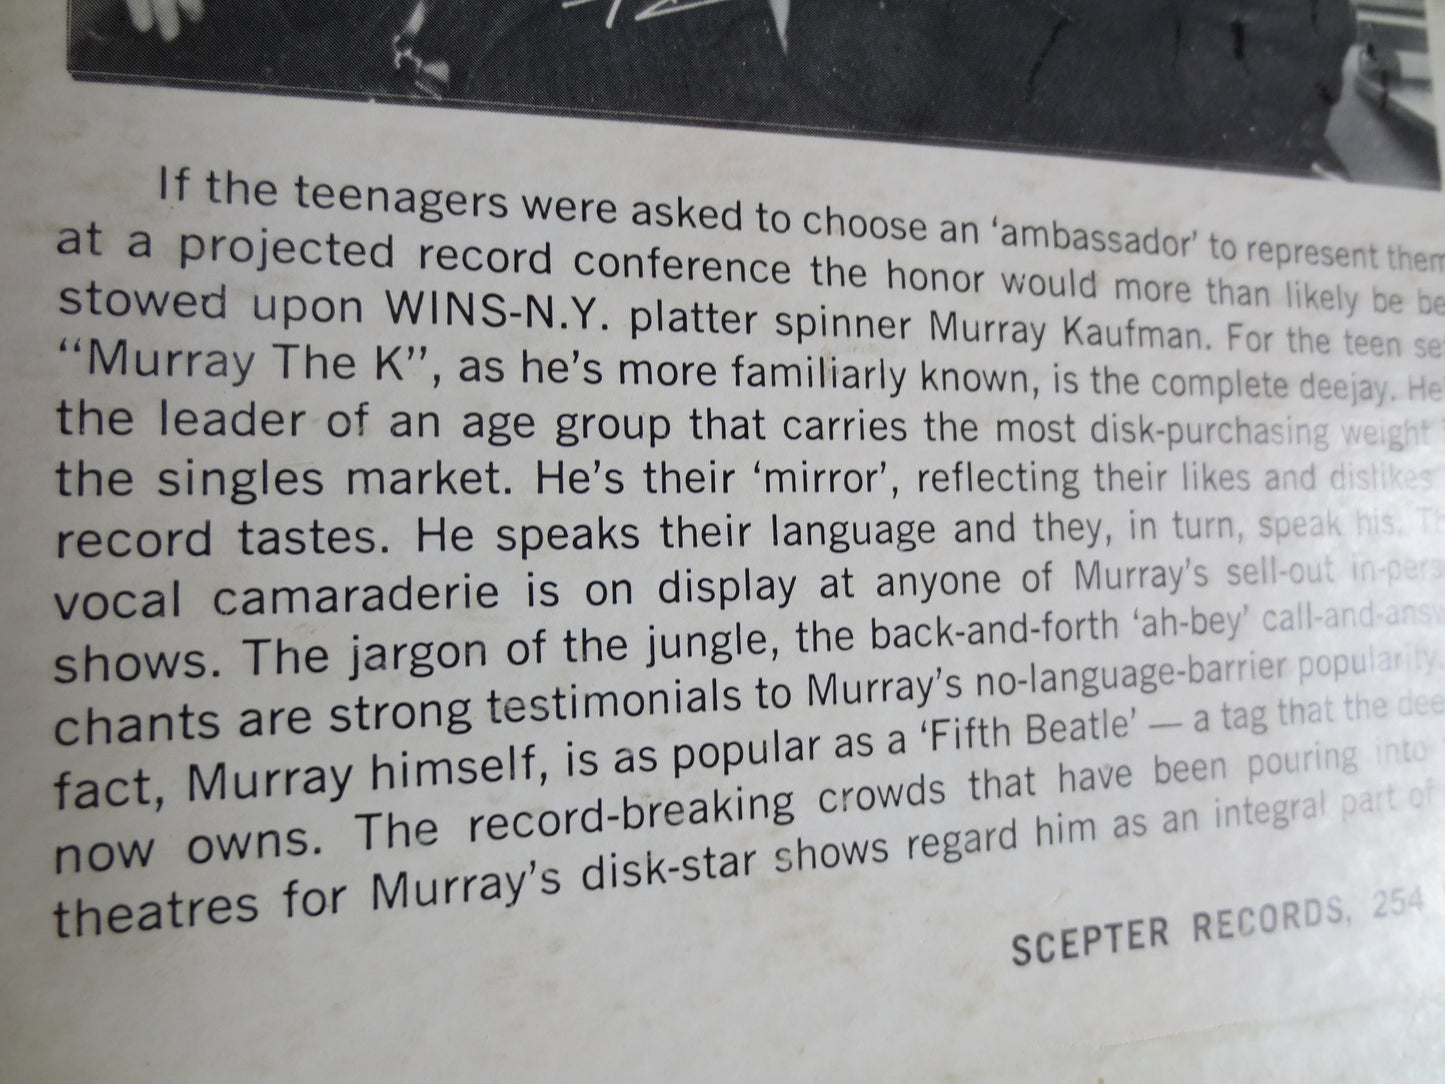 If the teenagers were asked to choose an ‘ambassador’ to represent them
at a projected record conference the honor would more than likely be be-
stowed upon WINS-N.Y. platter spinner Murray Kaufman. For the teen set
“Murray The K”, as he’s more familiarly known, is the complete deejay. He
the leader of an age group that carries the most disk-purchasing weight
the singles market. He’s their ‘mirror’, reflecting their likes and dislikes
record tastes. He speaks their language and they, in turn, speak his.
vocal camaraderie is on display at anyone of Murray’s sell-out in-pers
shows. The jargon of the jungle, the back-and-forth ‘ah-bey’ call-and-answ
chants are strong testimonials to Murray’s no-language-barrier popularity.
fact, Murray himself, is as popular as a ‘Fifth Beatle’ — a tag that the dee
now owns. The record-breaking crowds that have been pouring into
theatres for Murray’s disk-star shows regard him as an integral part of
SCEPTER RECORDS, 254